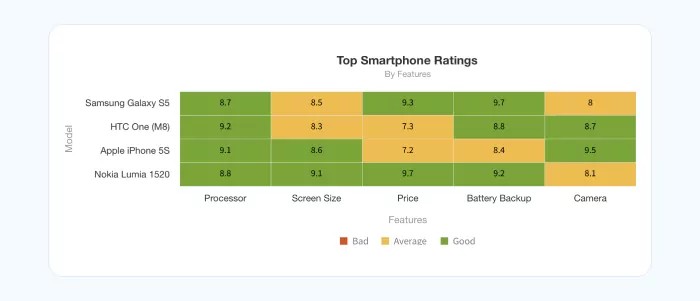 Top Smartphone Ratings
By Features
Model
Samsung Galaxy S5 8.7 8.5 9.3 9.7 8
HTC One (M8) 9.2 8.3 7.3 8.8 8.7
Apple iPhone 5S 9.1 8.6 7.2 8.4 9.5
Nokia Lumia 1520 8.8 9.1 9.7 9.2 8.1
Processor Screen Size Price Battery Backup Camera
Features
Bad Average Good